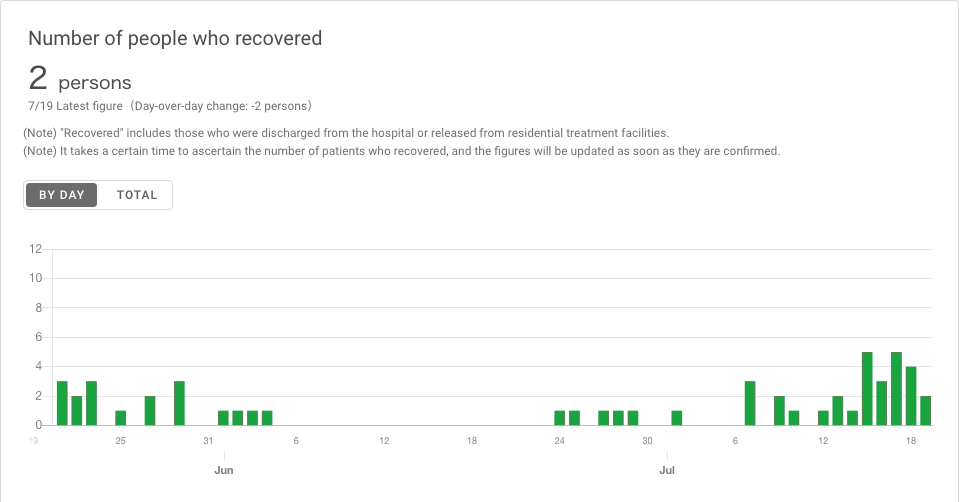 Number of people who recovered
2 persons
7/19 Latest figure（Day-over-day change: -2 persons）
(Note) "Recovered" includes those who were discharged from the hospital or released from residential treatment facilities.
(Note) It takes a certain time to ascertain the number of patients who recovered, and the figures will be updated as soon as they are confirmed.
BY DAY TOTAL
12
10
8
6
4
2
0
19 25 31 6 12 18 24 30 6 12 18
Jun Jul